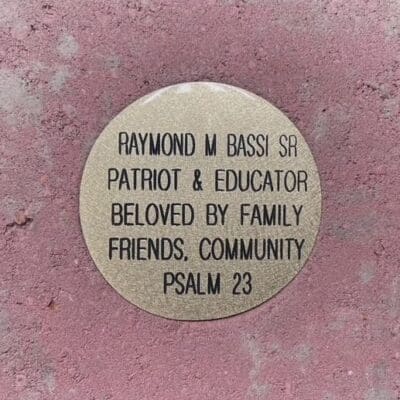 RAYMOND M BASSI SR
PATRIOT & EDUCATOR
BELOVED BY FAMILY
FRIENDS, COMMUNITY
PSALM 23